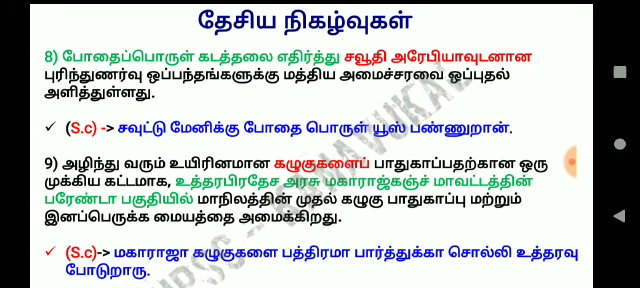 தேசிய நிகழ்வுகள்
8) போதைப்பொருள் கடத்தலை எதிர்த்து சவூதி அரேபியாவுடனான
புரிந்துணர்வு ஒப்பந்தங்களுக்கு மத்திய அமைச்சரவை ஒப்புதல்
அளித்துள்ளது.
✓ (S.c) -> சவுட்டு மேனிக்கு போதை பொருள் யூஸ் பண்ணுறான்.
9) அழிந்து வரும் உயிரினமான கழுகுகளைப் பாதுகாப்பதற்கான ஒரு
முக்கிய கட்டமாக, உத்தரபிரதேச அரசு மகாராஜ்கஞ்ச் மாவட்டத்தின்
பரேண்டா பகுதியில் மாநிலத்தின் முதல் கழுகு பாதுகாப்பு மற்றும்
இனப்பெருக்க மையத்தை அமைக்கிறது.
✓ (S.c)-> மகாராஜா கழுகுகளை பத்திரமா பார்த்துக்கா சொல்லி உத்தரவு
போடுறாரு.